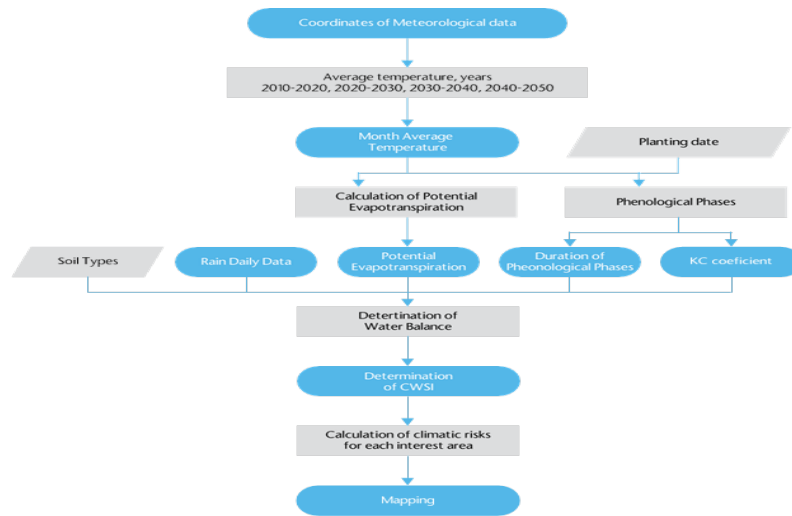 Coordinates of Meteorological data
Average temperature, years
2010-2020, 2020-2030, 2030-2040, 2040-2050
Month Average
Temperature
Planting date
Calculation of Potential
Evapotranspiration
Phenological Phases
Soil Types
Rain Daily Data
Potential
Evapotranspiration
Duration of
Pheonological Phases
KC coeficient
Detertination of
Water Balance
Determination
of CWSI
Calculation of climatic risks
for each interest area
Mapping